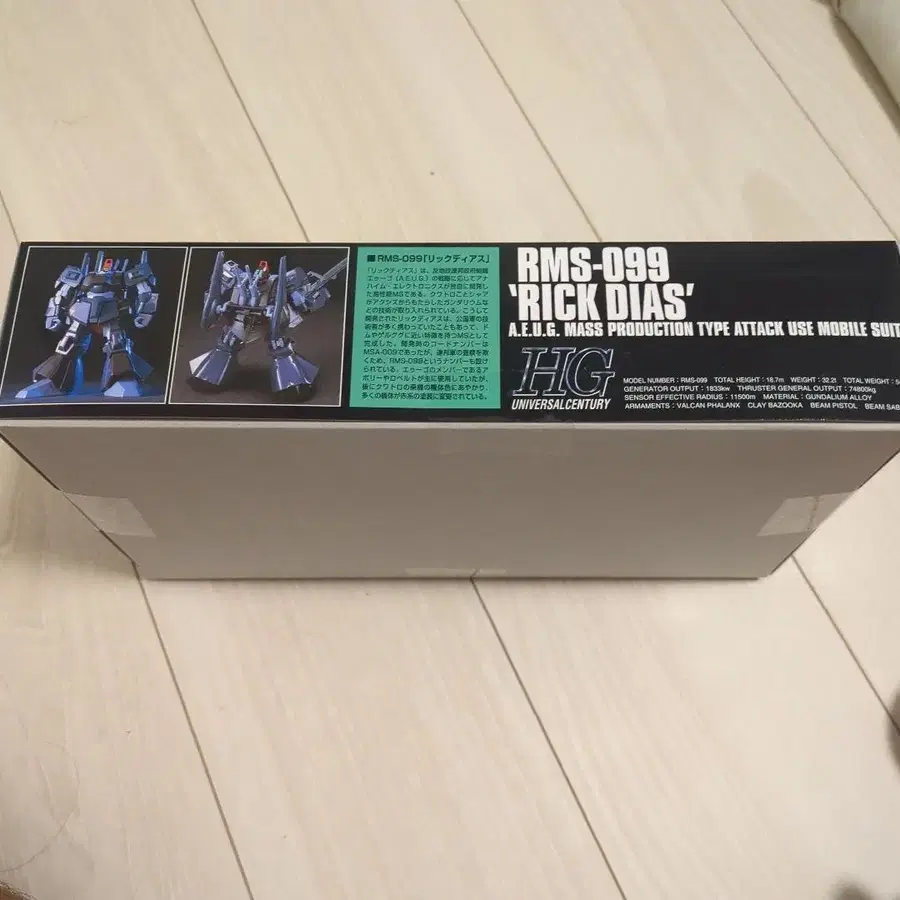 ■ RMS-099「リックディアス」
「リックディアス」は、反地球連邦政府組織
エゥーゴ（A.E.U.G.）の戦略に応じてアナ
ハイム・エレクトロニクスが独自に開発し
た高性能MSである。クワトロことシャア
がアクシズからもたらしたガンダリウムな
どの技術が取り入れられている。こうして
開発されたリックディアスは、公国軍の技
術者が多く携わっていたこともあって、ド
ムやゲルググに近い特徴を持つMSとして
完成した。開発時のコードナンバーは
MSA-009であったが、連邦軍の登録を欺
くため、RMS-099というナンバーも設け
られている。エゥーゴのメンバーであるア
ポリーやロベルトが主に使用していたが、
後にクワトロの乗機の機体色にあやかり、
多くの機体が赤系の塗装に変更されている。
RMS-099
'RICK DIAS'
A.E.U.G. MASS PRODUCTION TYPE ATTACK USE MOBILE SUIT
HG
UNIVERSAL CENTURY
MODEL NUMBER : RMS-099 TOTAL HEIGHT : 18.7m WEIGHT : 32.2t TOTAL WEIGHT : 5
GENERATOR OUTPUT : 1833kw THRUSTER GENERAL OUTPUT : 74800kg
SENSOR EFFECTIVE RADIUS : 11500m MATERIAL : GUNDALIUM ALLOY
ARMAMENTS : VALCAN PHALANX CLAY BAZOOKA BEAM PISTOL BEAM SAB